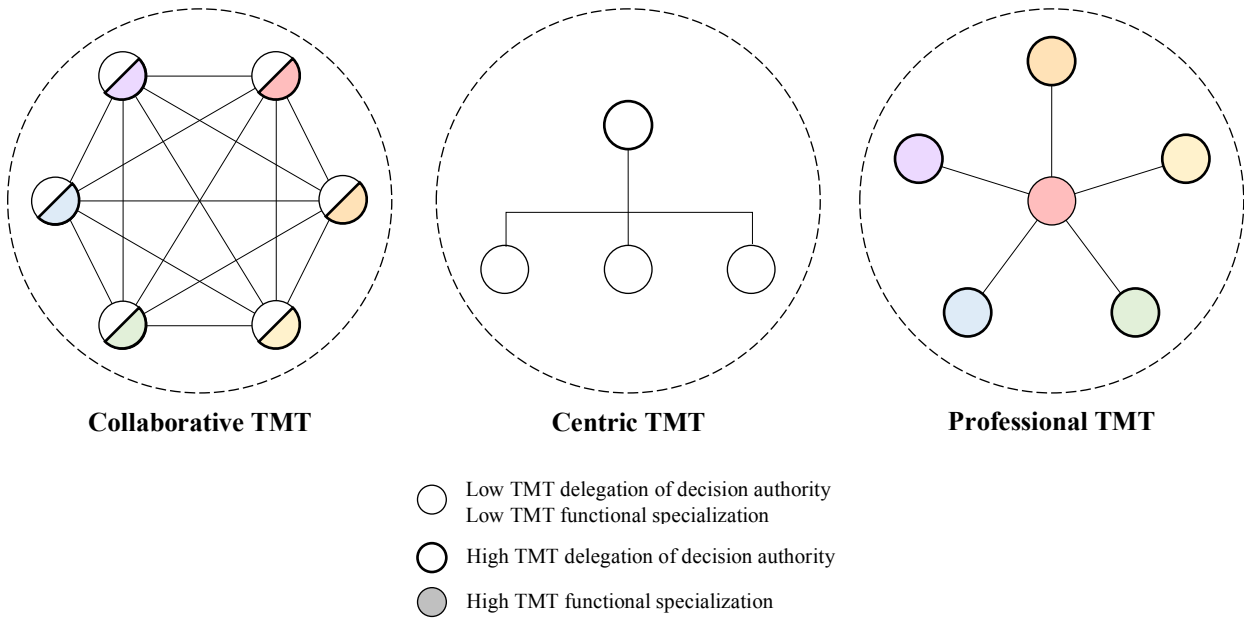 Collaborative TMT
Centric TMT
Professional TMT
Low TMT delegation of decision authority
Low TMT functional specialization
High TMT delegation of decision authority
High TMT functional specialization